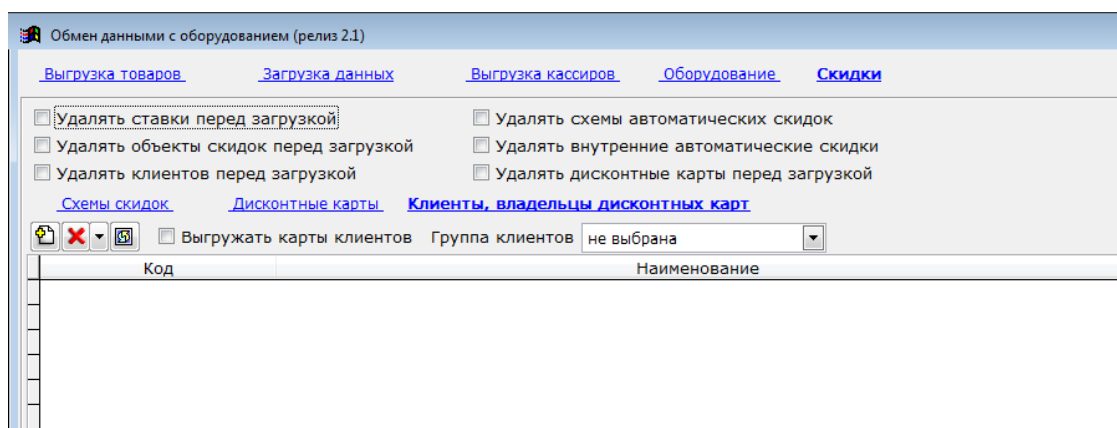 Обмен данными с оборудованием (релиз 2.1)
Выгрузка товаров Загрузка данных Выгрузка кассиров Оборудование Скидки
Удалять ставки перед загрузкой Удалять схемы автоматических скидок
Удалять объекты скидок перед загрузкой Удалять внутренние автоматические скидки
Удалять клиентов перед загрузкой Удалять дисконтные карты перед загрузкой
Схемы скидок Дисконтные карты Клиенты, владельцы дисконтных карт
Выгружать карты клиентов Группа клиентов не выбрана
Код Наименование